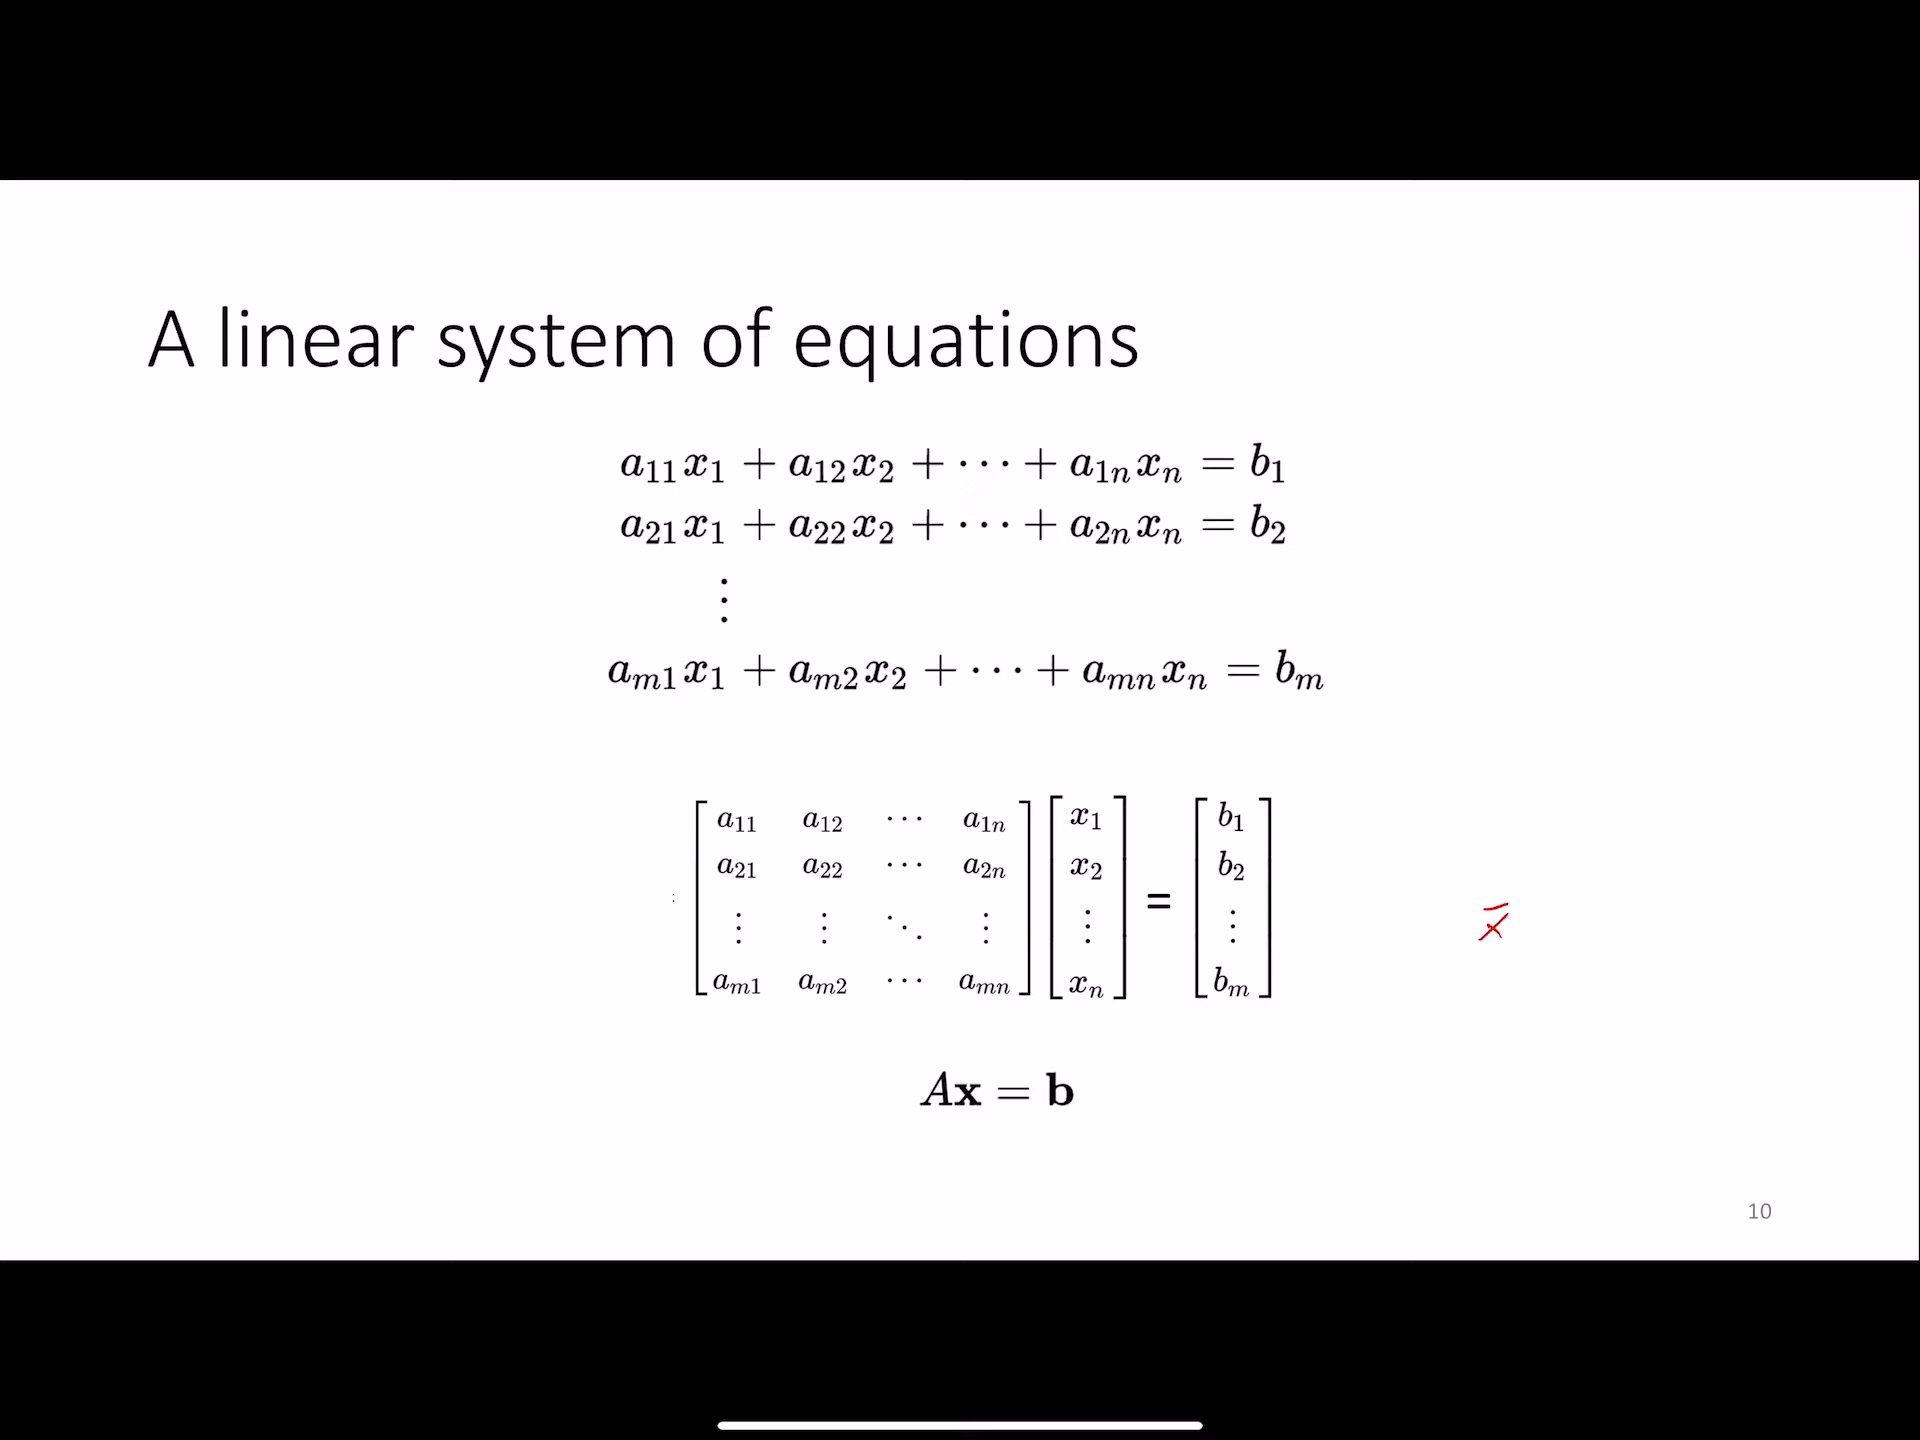 A linear system of equations
a₁₁x₁ + a₁₂x₂ + ⋯ + a₁ₙxₙ = b₁
a₂₁x₁ + a₂₂x₂ + ⋯ + a₂ₙxₙ = b₂
⋮
aₘ₁x₁ + aₘ₂x₂ + ⋯ + aₘₙxₙ = bₘ
[a₁₁ a₁₂ ⋯ a₁ₙ] [x₁] [b₁]
[a₂₁ a₂₂ ⋯ a₂ₙ] [x₂] [b₂]
[⋮ ⋮ ⋱ ⋮] [⋮] = [⋮] x̄
[aₘ₁ aₘ₂ ⋯ aₘₙ] [xₙ] [bₘ]
A𝐱 = 𝐛
10